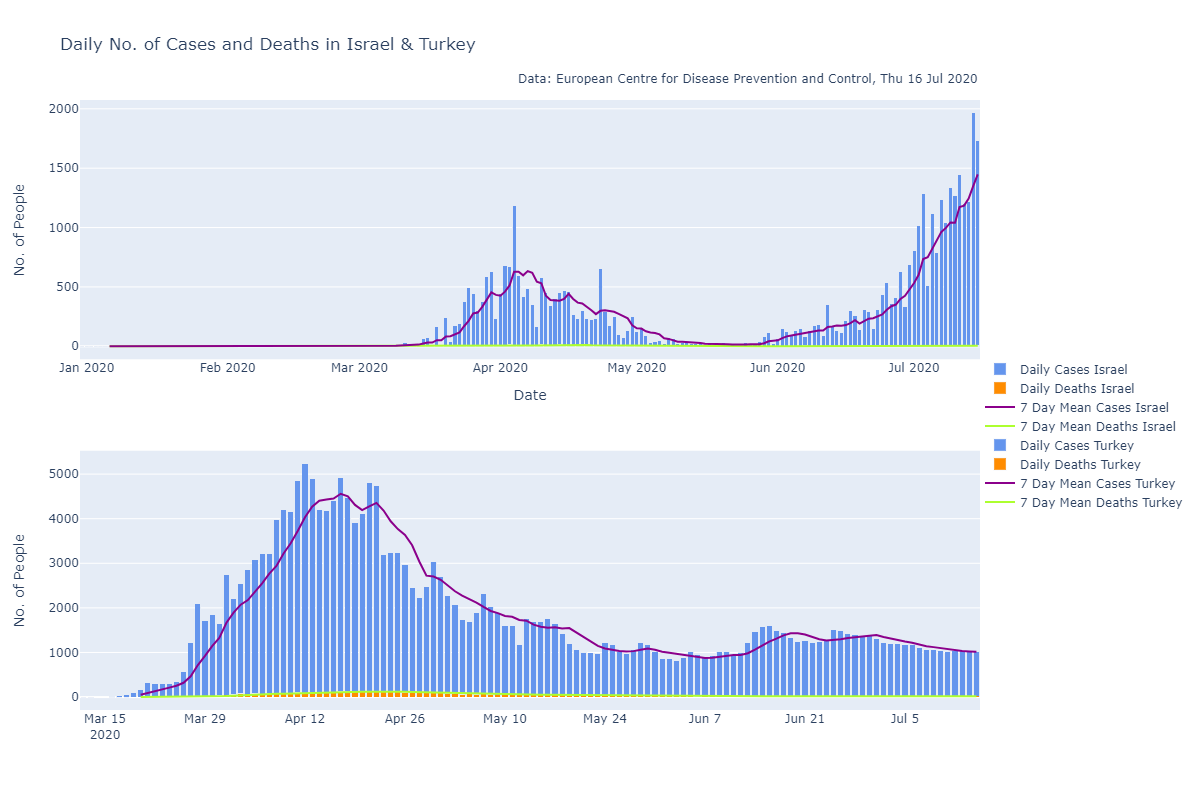 Daily No. of Cases and Deaths in Israel & Turkey
Data: European Centre for Disease Prevention and Control, Thu 16 Jul 2020
2000
1500
1000
500
0
No. of People
Jan 2020 Feb 2020 Mar 2020 Apr 2020 May 2020 Jun 2020 Jul 2020
Date
Daily Cases Israel
Daily Deaths Israel
7 Day Mean Cases Israel
7 Day Mean Deaths Israel
Daily Cases Turkey
Daily Deaths Turkey
7 Day Mean Cases Turkey
7 Day Mean Deaths Turkey
5000
4000
3000
2000
1000
0
No. of People
Mar 15 Mar 29 Apr 12 Apr 26 May 10 May 24 Jun 7 Jun 21 Jul 5
2020